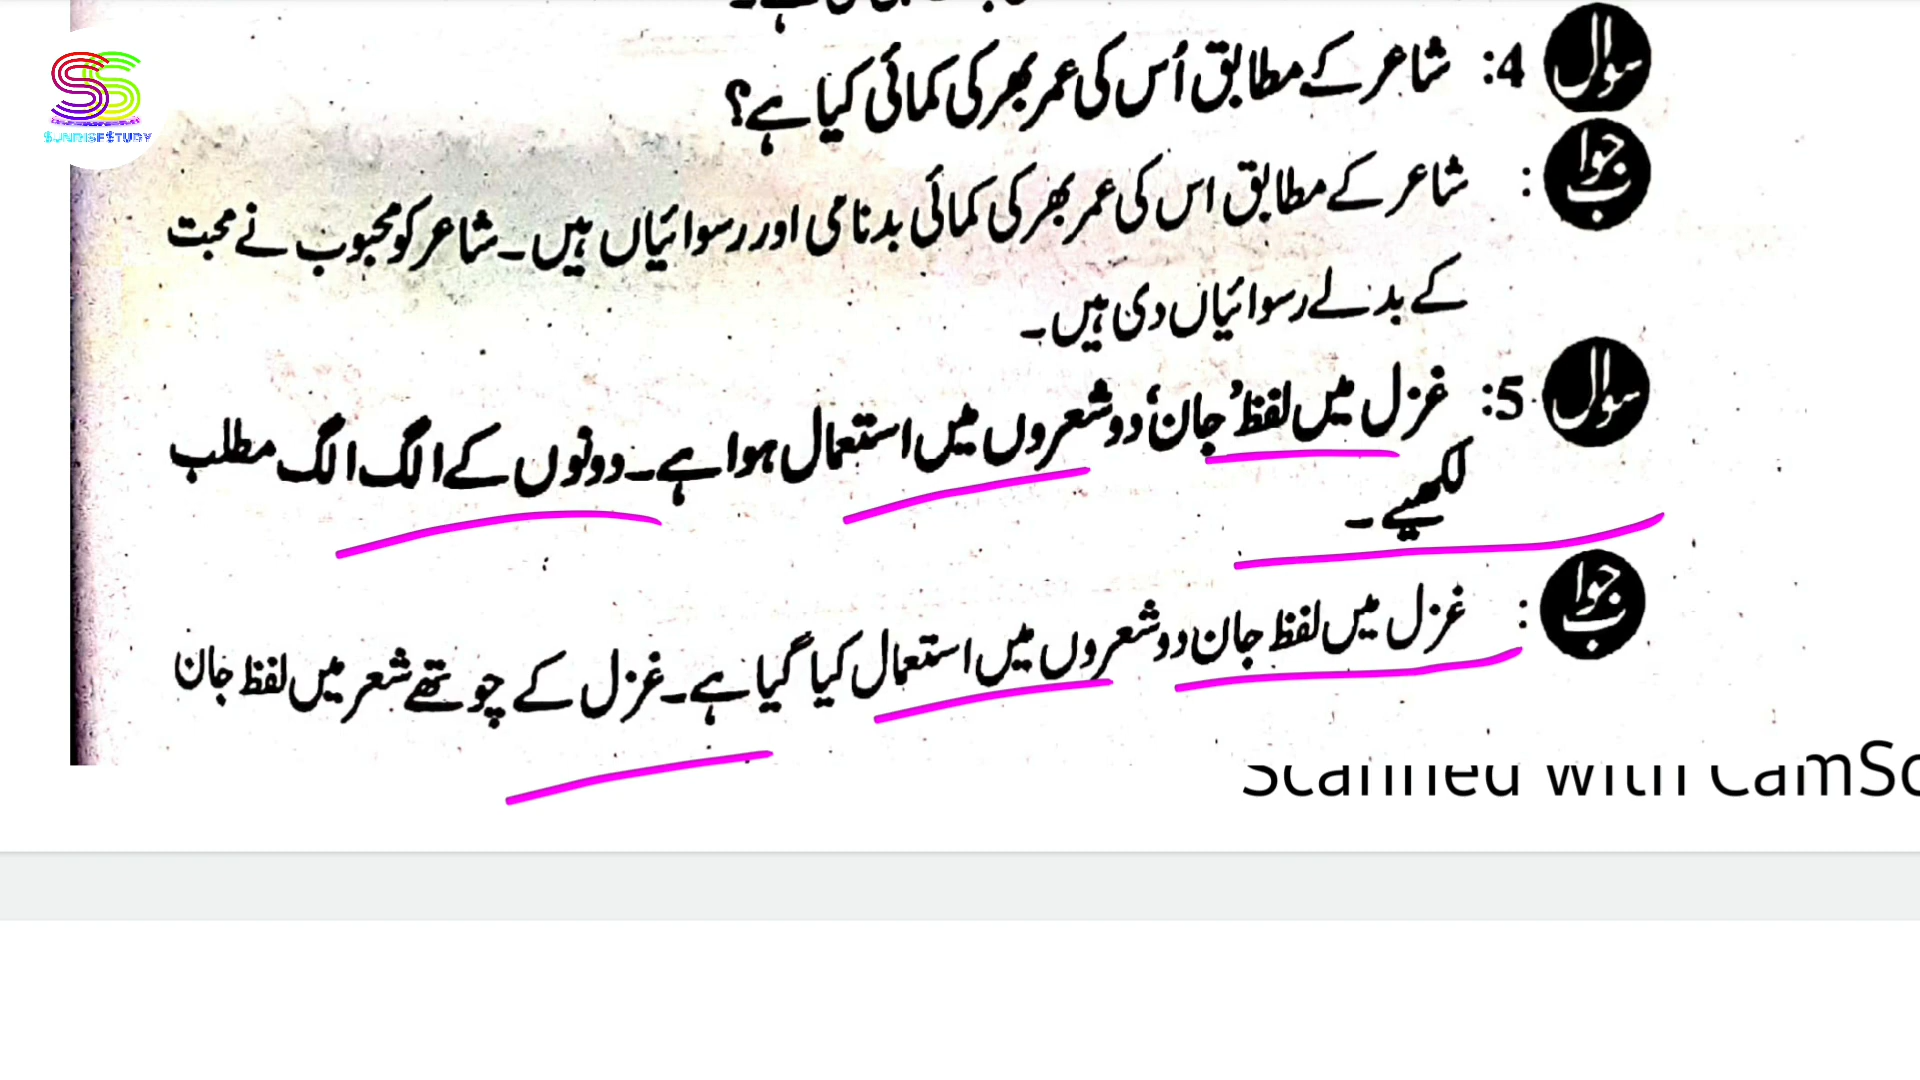 سوال 4: شاعر کے مطابق اُس کی عمر بھر کی کمائی کیا ہے؟
جواب : شاعر کے مطابق اس کی عمر بھر کی کمائی بدنامی اور رسوائیاں ہیں۔ شاعر کو محبوب نے محبت
کے بدلے رسوائیاں دی ہیں۔
سوال 5: غزل میں لفظ ’جان‘ دو شعروں میں استعمال ہوا ہے۔ دونوں کے الگ الگ مطلب
لکھیے۔
جواب : غزل میں لفظ جان دو شعروں میں استعمال کیا گیا ہے۔ غزل کے چوتھے شعر میں لفظ جان
SS
SUNRISE STUDY
Scanned with CamSc